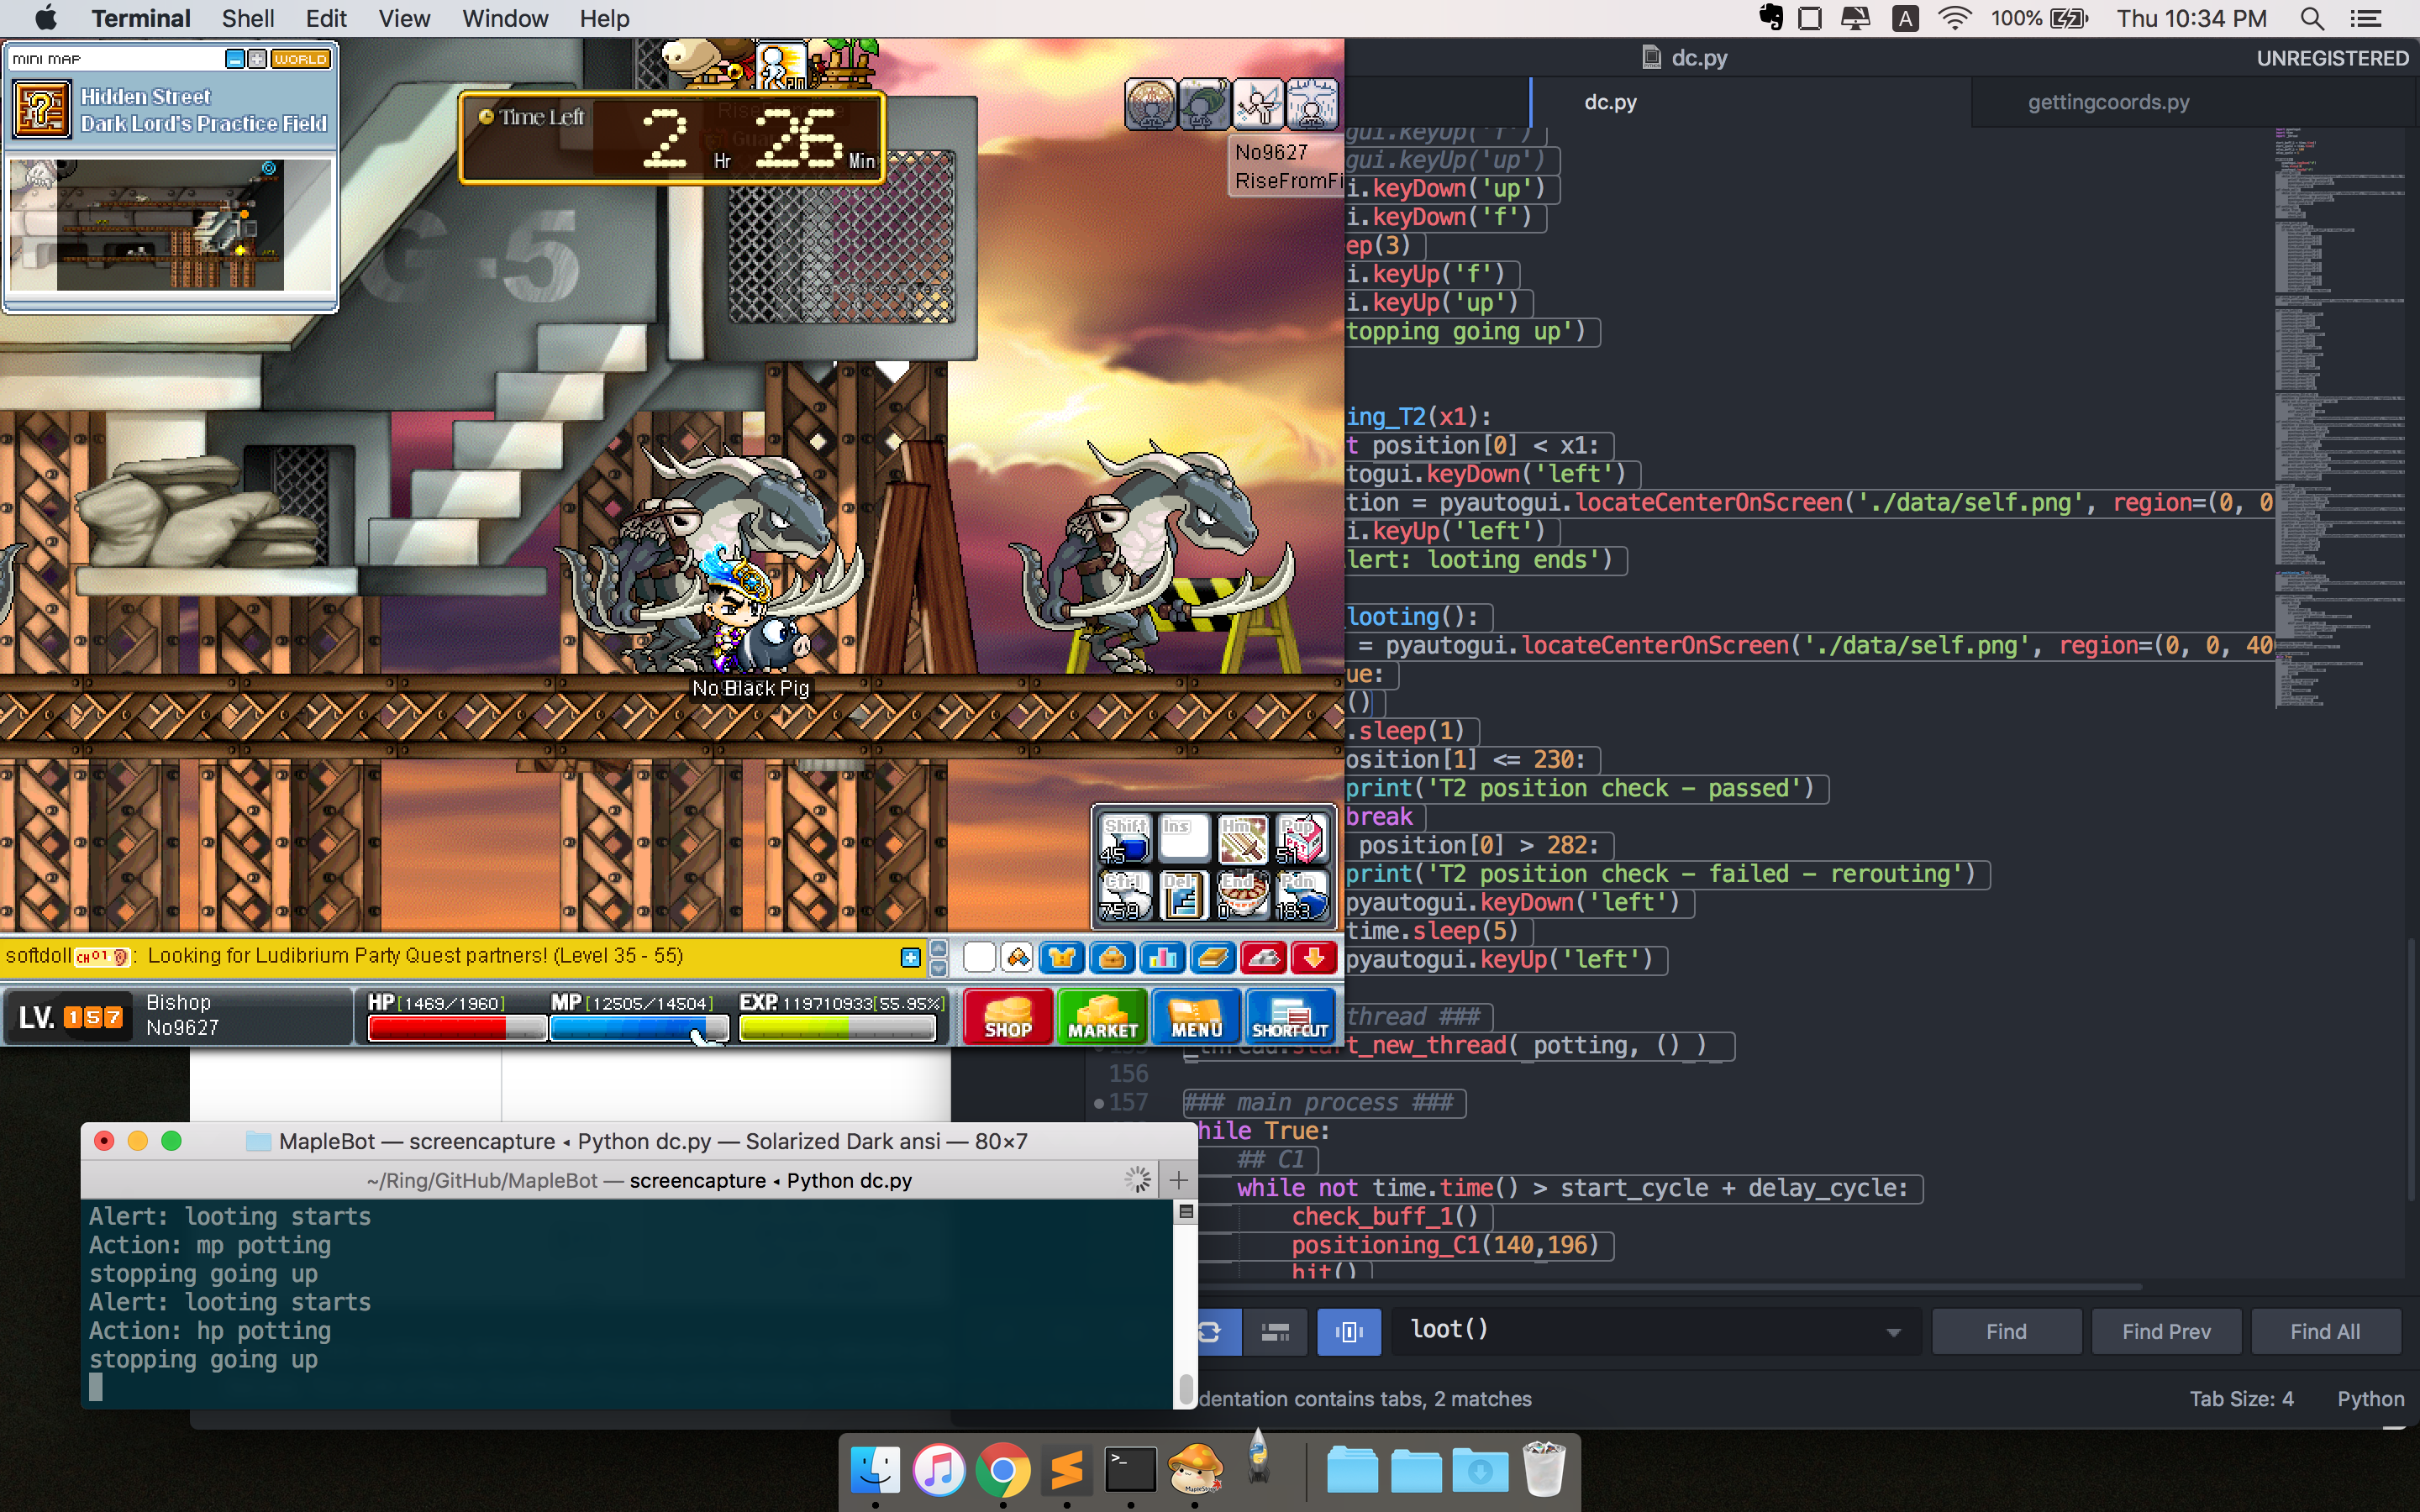 Terminal Shell Edit View Window Help
A 100% Thu 10:34 PM
MINI MAP WORLD
Hidden Street
Dark Lord's Practice Field
Time Left 2 Hr 26 Min
G-5
No9627
RiseFromFi
dc.py UNREGISTERED
dc.py gettingcoords.py
gui.keyUp('f')
gui.keyUp('up')
i.keyDown('up')
i.keyDown('f')
ep(3)
i.keyUp('f')
i.keyUp('up')
topping going up')
ing_T2(x1):
t position[0] < x1:
togui.keyDown('left')
tion = pyautogui.locateCenterOnScreen('./data/self.png', region=(0, 0
i.keyUp('left')
lert: looting ends')
looting():
= pyautogui.locateCenterOnScreen('./data/self.png', region=(0, 0, 40
ue:
()
.sleep(1)
osition[1] <= 230:
print('T2 position check - passed')
break
position[0] > 282:
print('T2 position check - failed - rerouting')
pyautogui.keyDown('left')
time.sleep(5)
pyautogui.keyUp('left')
thread ###
_thread.start_new_thread( potting, () )
156
157 ### main process ###
hile True:
## C1
while not time.time() > start_cycle + delay_cycle:
check_buff_1()
positioning_C1(140,196)
hit()
No Black Pig
Shift 45 Ins Hm Pup 51
Ctrl 759 Del End 0 Pdn 183
softdoll CH01 : Looking for Ludibrium Party Quest partners! (Level 35 - 55)
LV. 157 Bishop
No9627
HP[1469/1960] MP[12505/14504] EXP. 119710933[55.95%]
SHOP MARKET MENU SHORTCUT
MapleBot — screencapture ◂ Python dc.py — Solarized Dark ansi — 80×7
~/Ring/GitHub/MapleBot — screencapture ◂ Python dc.py
Alert: looting starts
Action: mp potting
stopping going up
Alert: looting starts
Action: hp potting
stopping going up
loot() Find Find Prev Find All
dentation contains tabs, 2 matches Tab Size: 4 Python